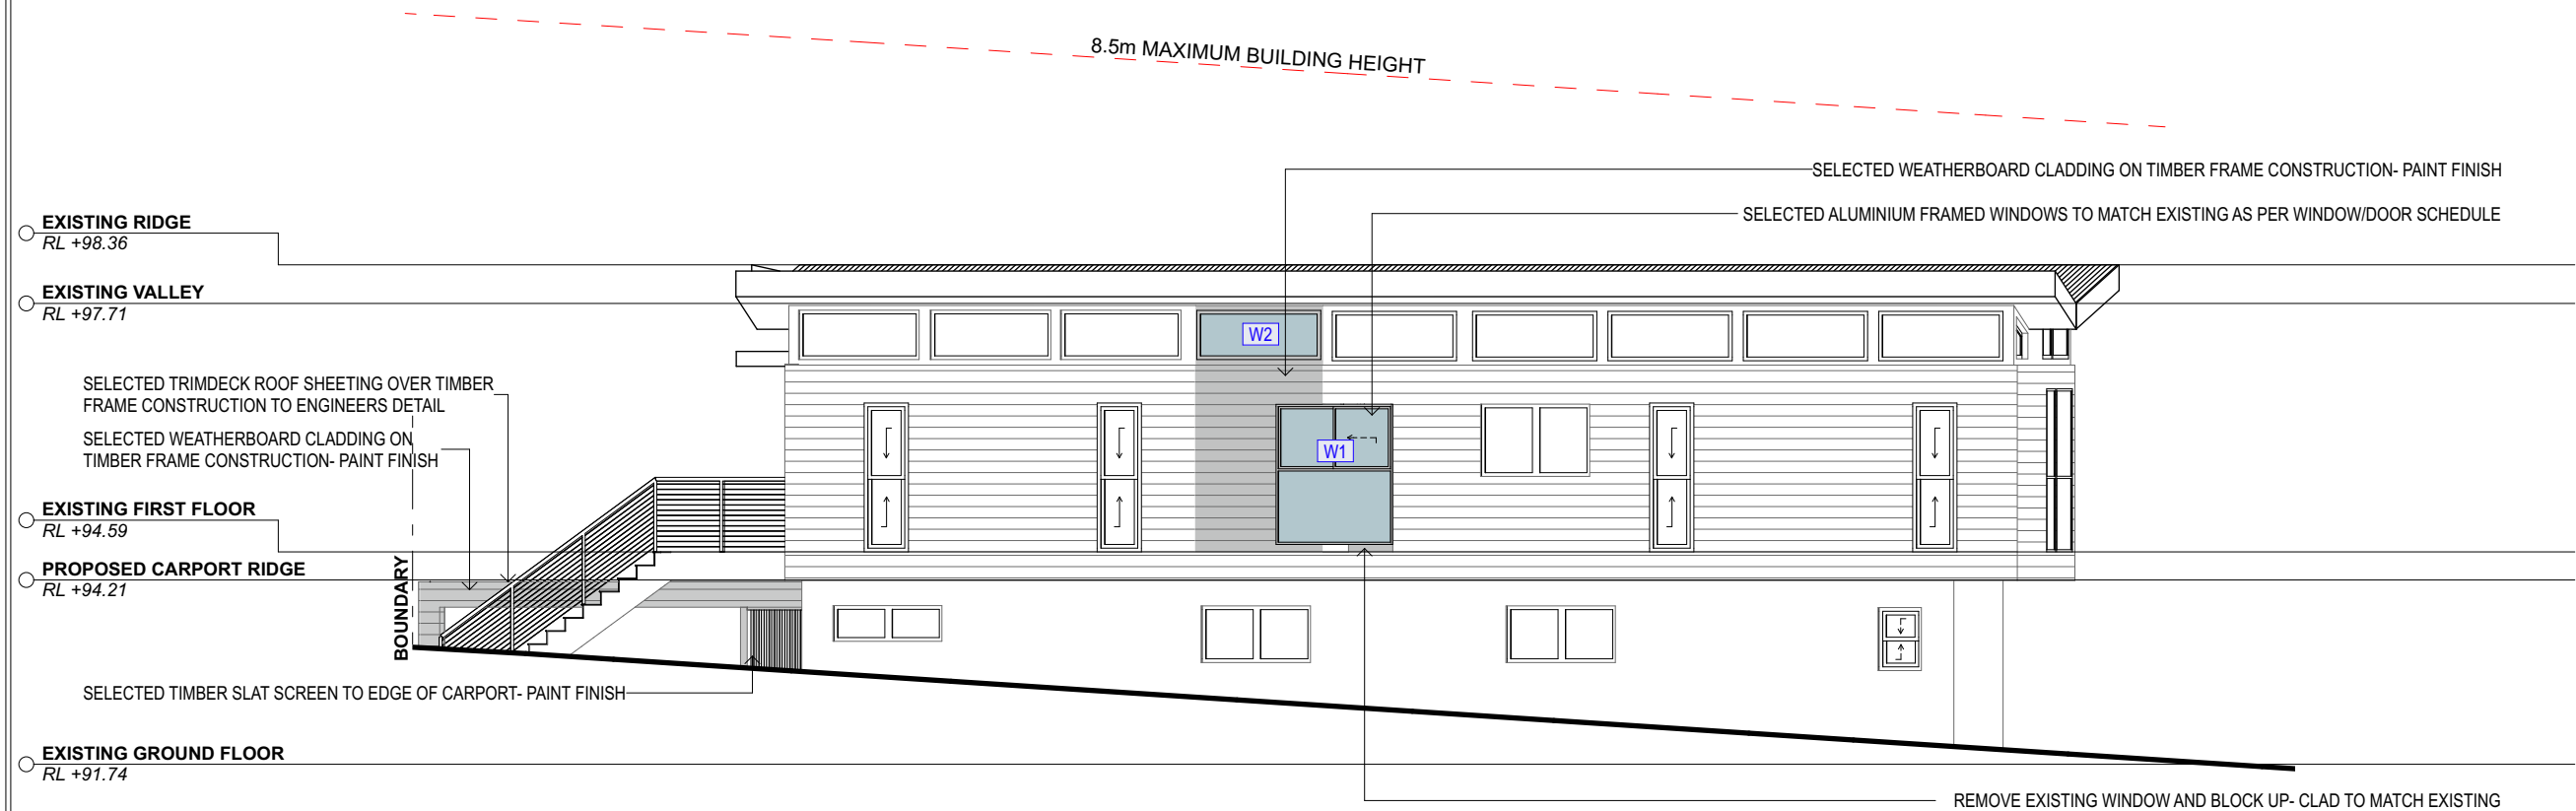 8.5m MAXIMUM BUILDING HEIGHT
SELECTED WEATHERBOARD CLADDING ON TIMBER FRAME CONSTRUCTION- PAINT FINISH
SELECTED ALUMINIUM FRAMED WINDOWS TO MATCH EXISTING AS PER WINDOW/DOOR SCHEDULE
EXISTING RIDGE
RL +98.36
EXISTING VALLEY
RL +97.71
W2
SELECTED TRIMDECK ROOF SHEETING OVER TIMBER
FRAME CONSTRUCTION TO ENGINEERS DETAIL
SELECTED WEATHERBOARD CLADDING ON
TIMBER FRAME CONSTRUCTION- PAINT FINISH
W1
EXISTING FIRST FLOOR
RL +94.59
PROPOSED CARPORT RIDGE
RL +94.21
BOUNDARY
SELECTED TIMBER SLAT SCREEN TO EDGE OF CARPORT- PAINT FINISH
EXISTING GROUND FLOOR
RL +91.74
REMOVE EXISTING WINDOW AND BLOCK UP- CLAD TO MATCH EXISTING